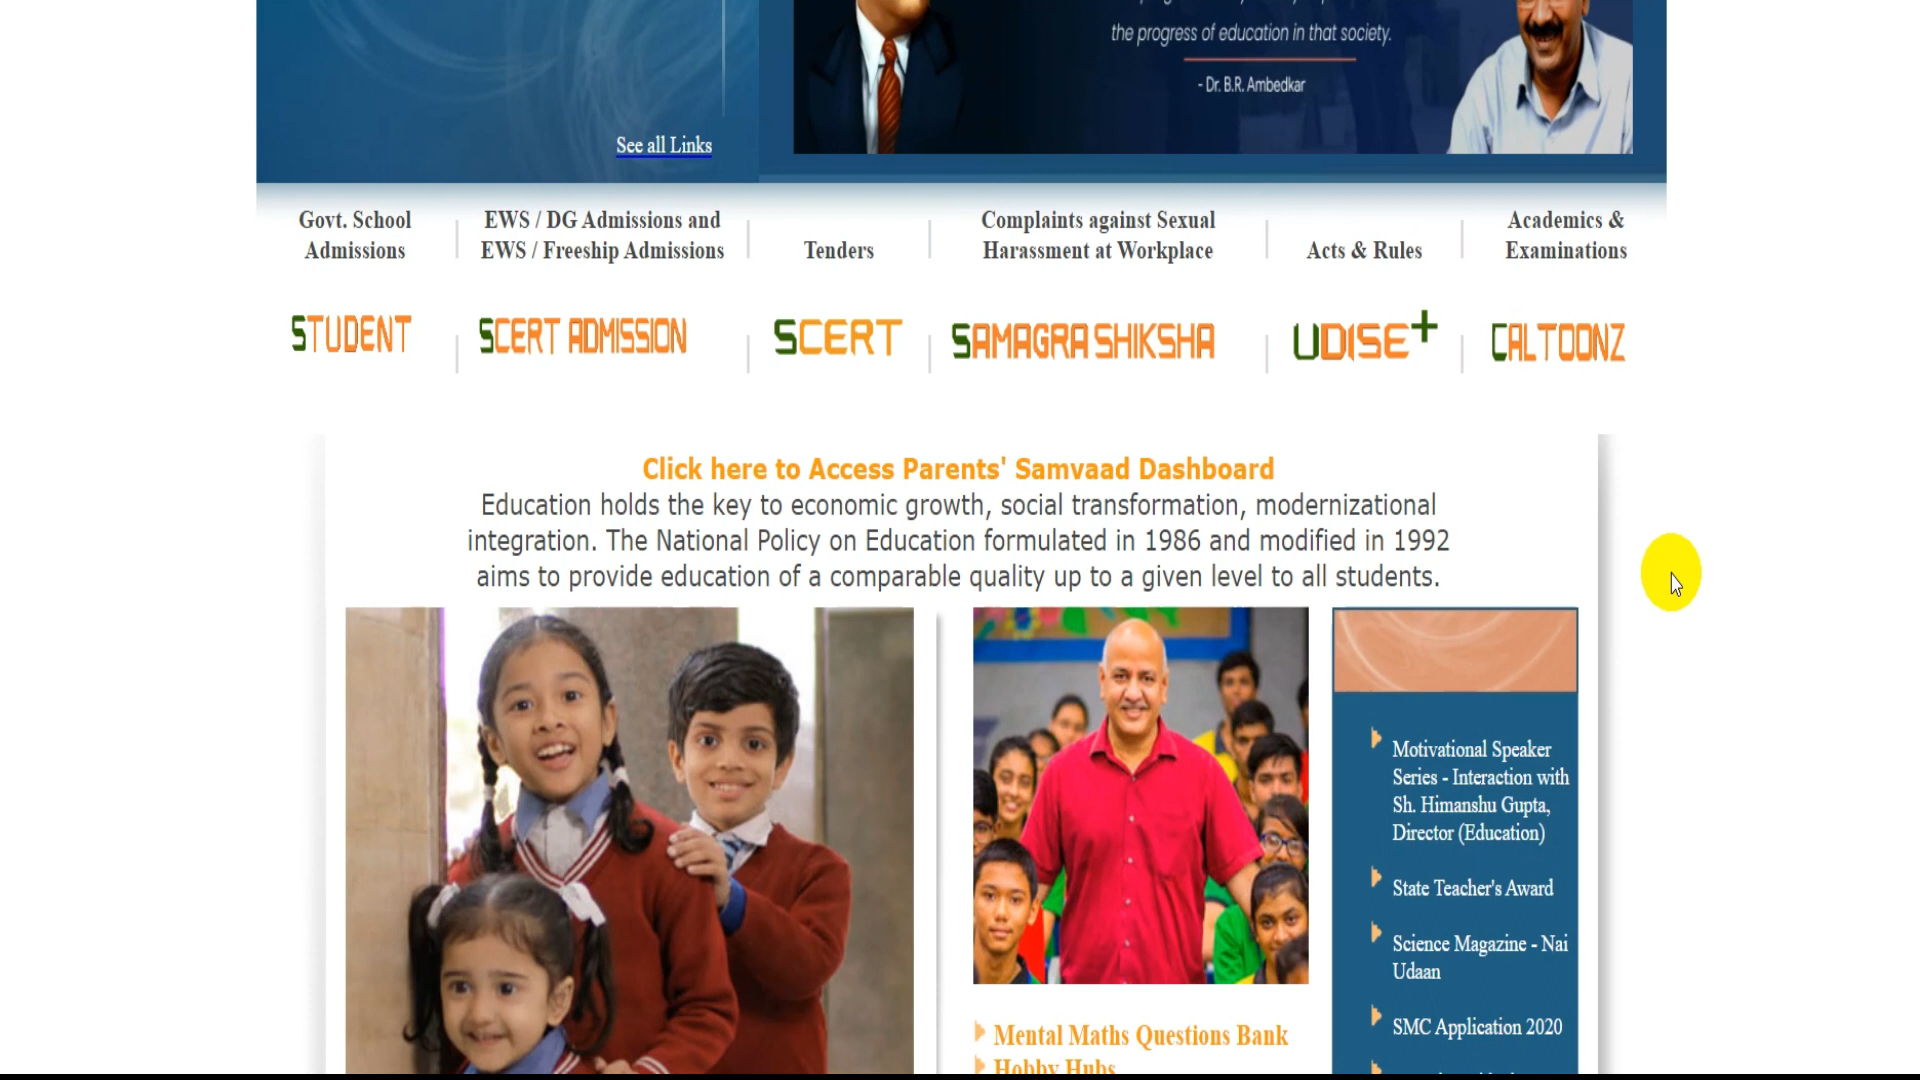 the progress of education in that society.
- Dr. B.R. Ambedkar
See all Links
Govt. School
Admissions
EWS / DG Admissions and
EWS / Freeship Admissions
Tenders
Complaints against Sexual
Harassment at Workplace
Acts & Rules
Academics &
Examinations
STUDENT
SCERT ADMISSION
SCERT
SAMAGRA SHIKSHA
UDISE+
CALTOONZ
Click here to Access Parents' Samvaad Dashboard
Education holds the key to economic growth, social transformation, modernizational
integration. The National Policy on Education formulated in 1986 and modified in 1992
aims to provide education of a comparable quality up to a given level to all students.
Mental Maths Questions Bank
Hobby Hubs
Motivational Speaker
Series - Interaction with
Sh. Himanshu Gupta,
Director (Education)
State Teacher's Award
Science Magazine - Nai
Udaan
SMC Application 2020